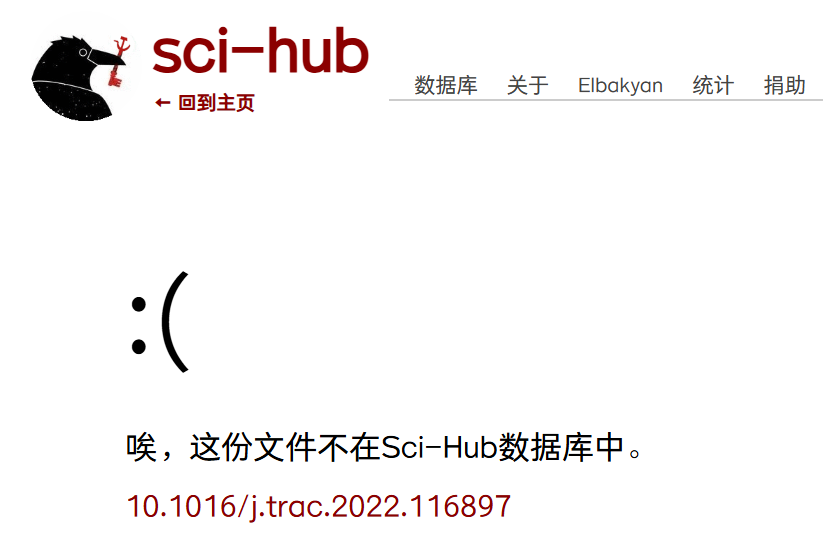 sci-hub
← 回到主页
数据库 关于 Elbakyan 统计 捐助
:(
唉，这份文件不在Sci-Hub数据库中。
10.1016/j.trac.2022.116897